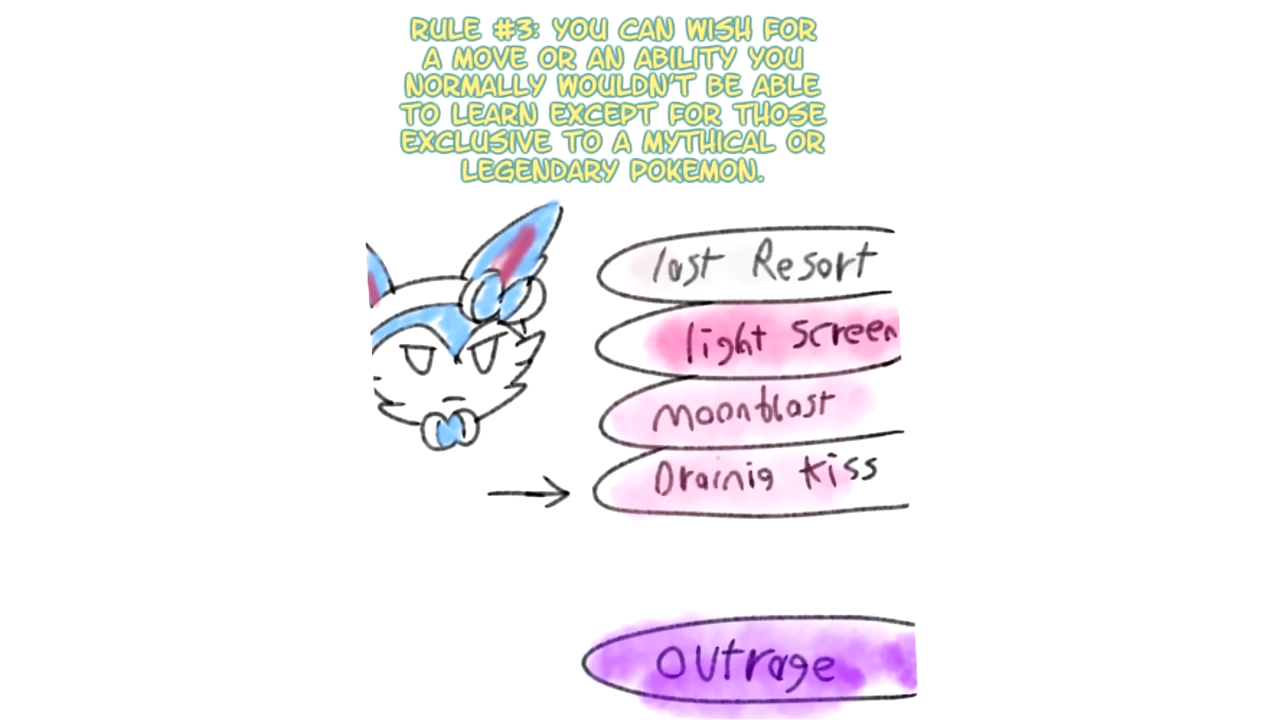 RULE #3: YOU CAN WISH FOR
A MOVE OR AN ABILITY YOU
NORMALLY WOULDN'T BE ABLE
TO LEARN EXCEPT FOR THOSE
EXCLUSIVE TO A MYTHICAL OR
LEGENDARY POKEMON.
last Resort
light Screen
moonblast
Drainig kiss
outrage